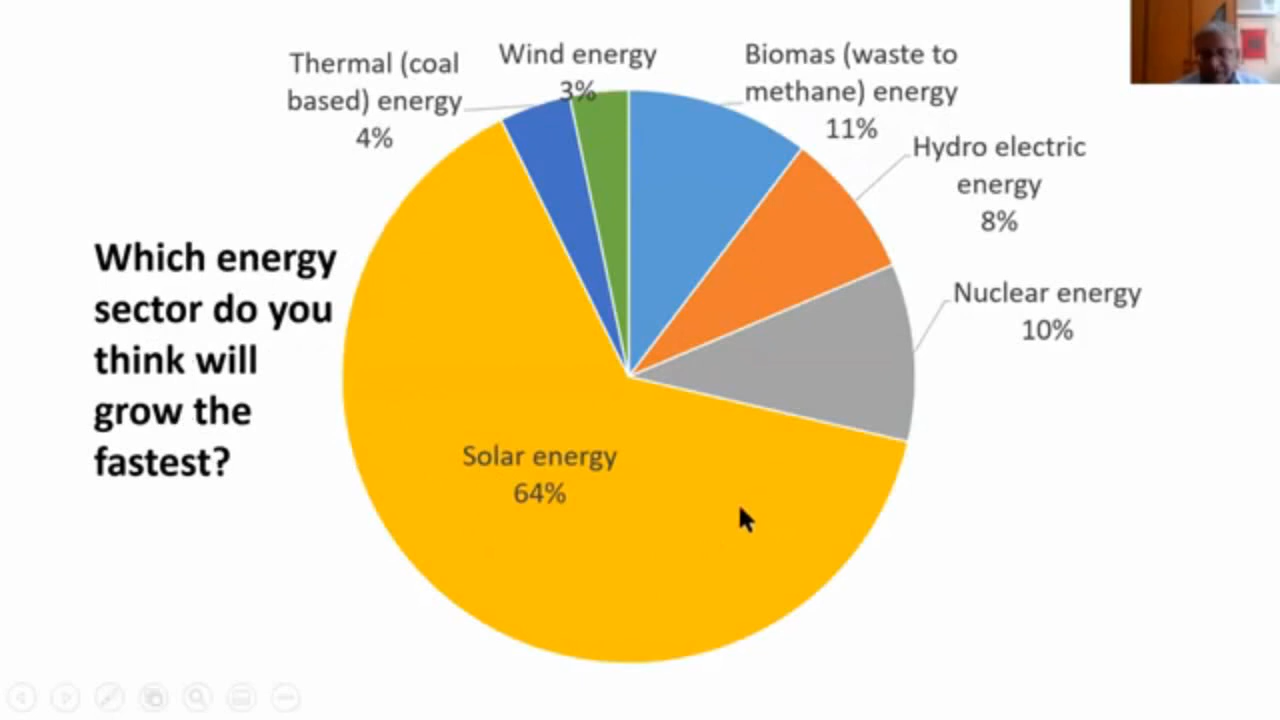 Which energy
sector do you
think will
grow the
fastest?
Thermal (coal
based) energy
4%
Wind energy
3%
Biomas (waste to
methane) energy
11%
Hydro electric
energy
8%
Nuclear energy
10%
Solar energy
64%